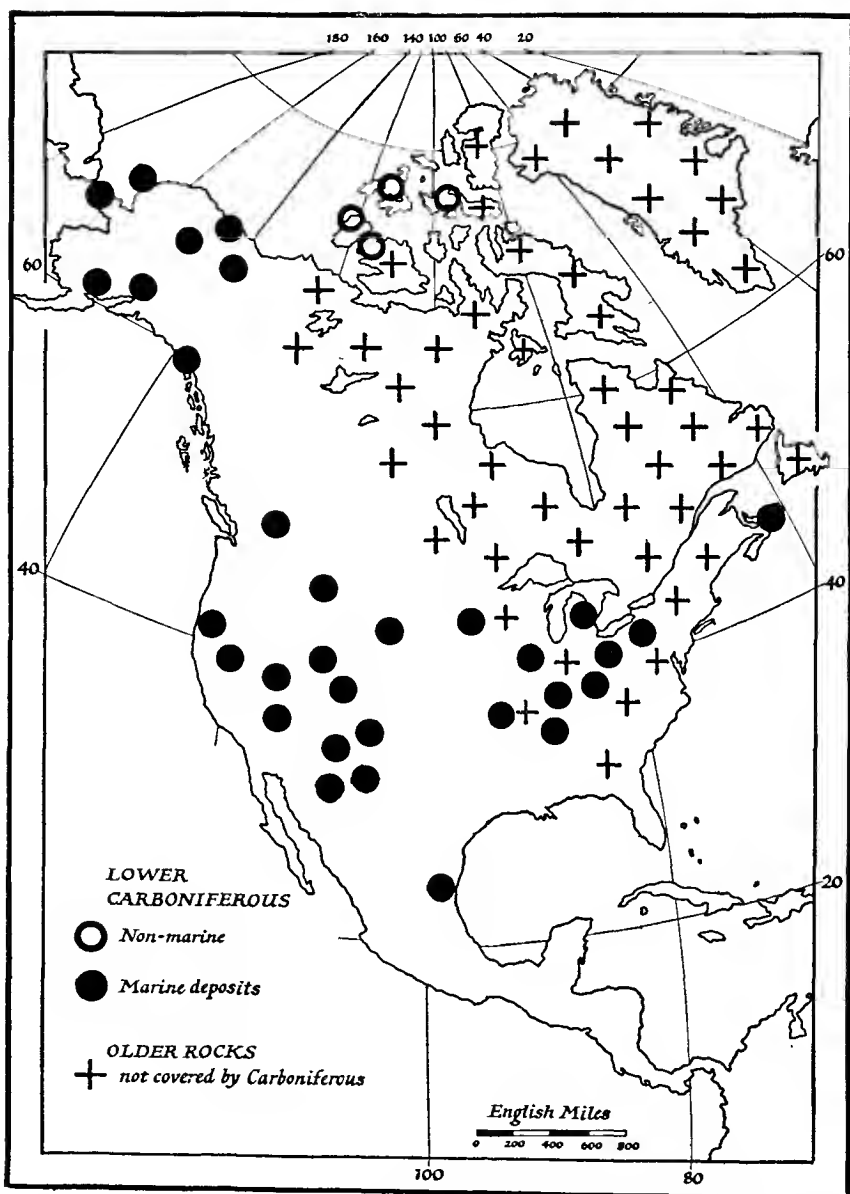 180 160 140 100 60 40 20
60
60
40
40
20
LOWER
CARBONIFEROUS
Non-marine
Marine deposits
OLDER ROCKS
not covered by Carboniferous
English Miles
0 200 400 600 800
100
80